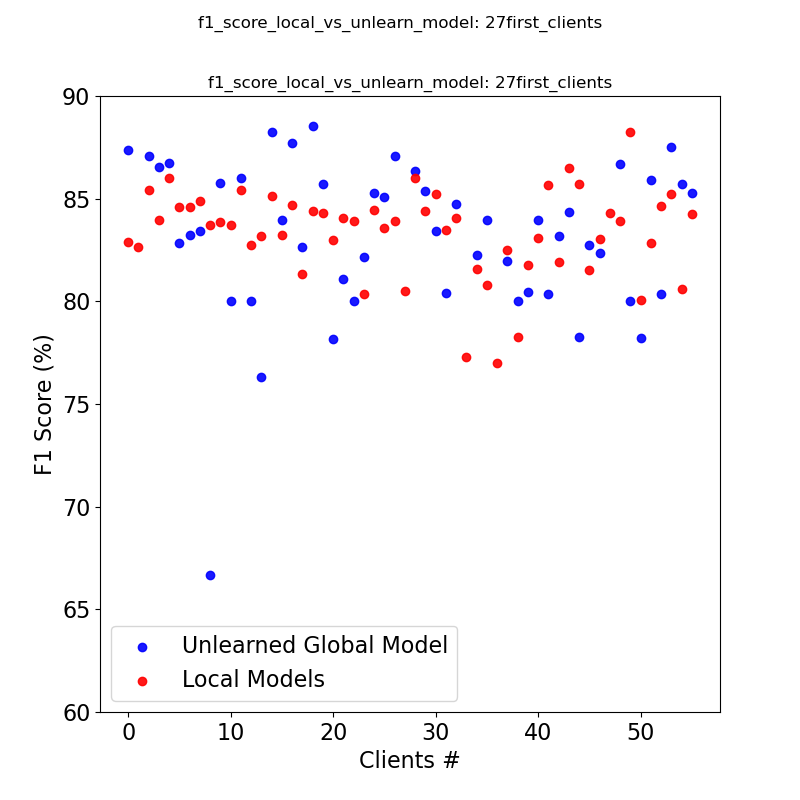 f1_score_local_vs_unlearn_model: 27first_clients
f1_score_local_vs_unlearn_model: 27first_clients
90
85
80
75
70
65
60
F1 Score (%)
Unlearned Global Model
Local Models
0 10 20 30 40 50
Clients #